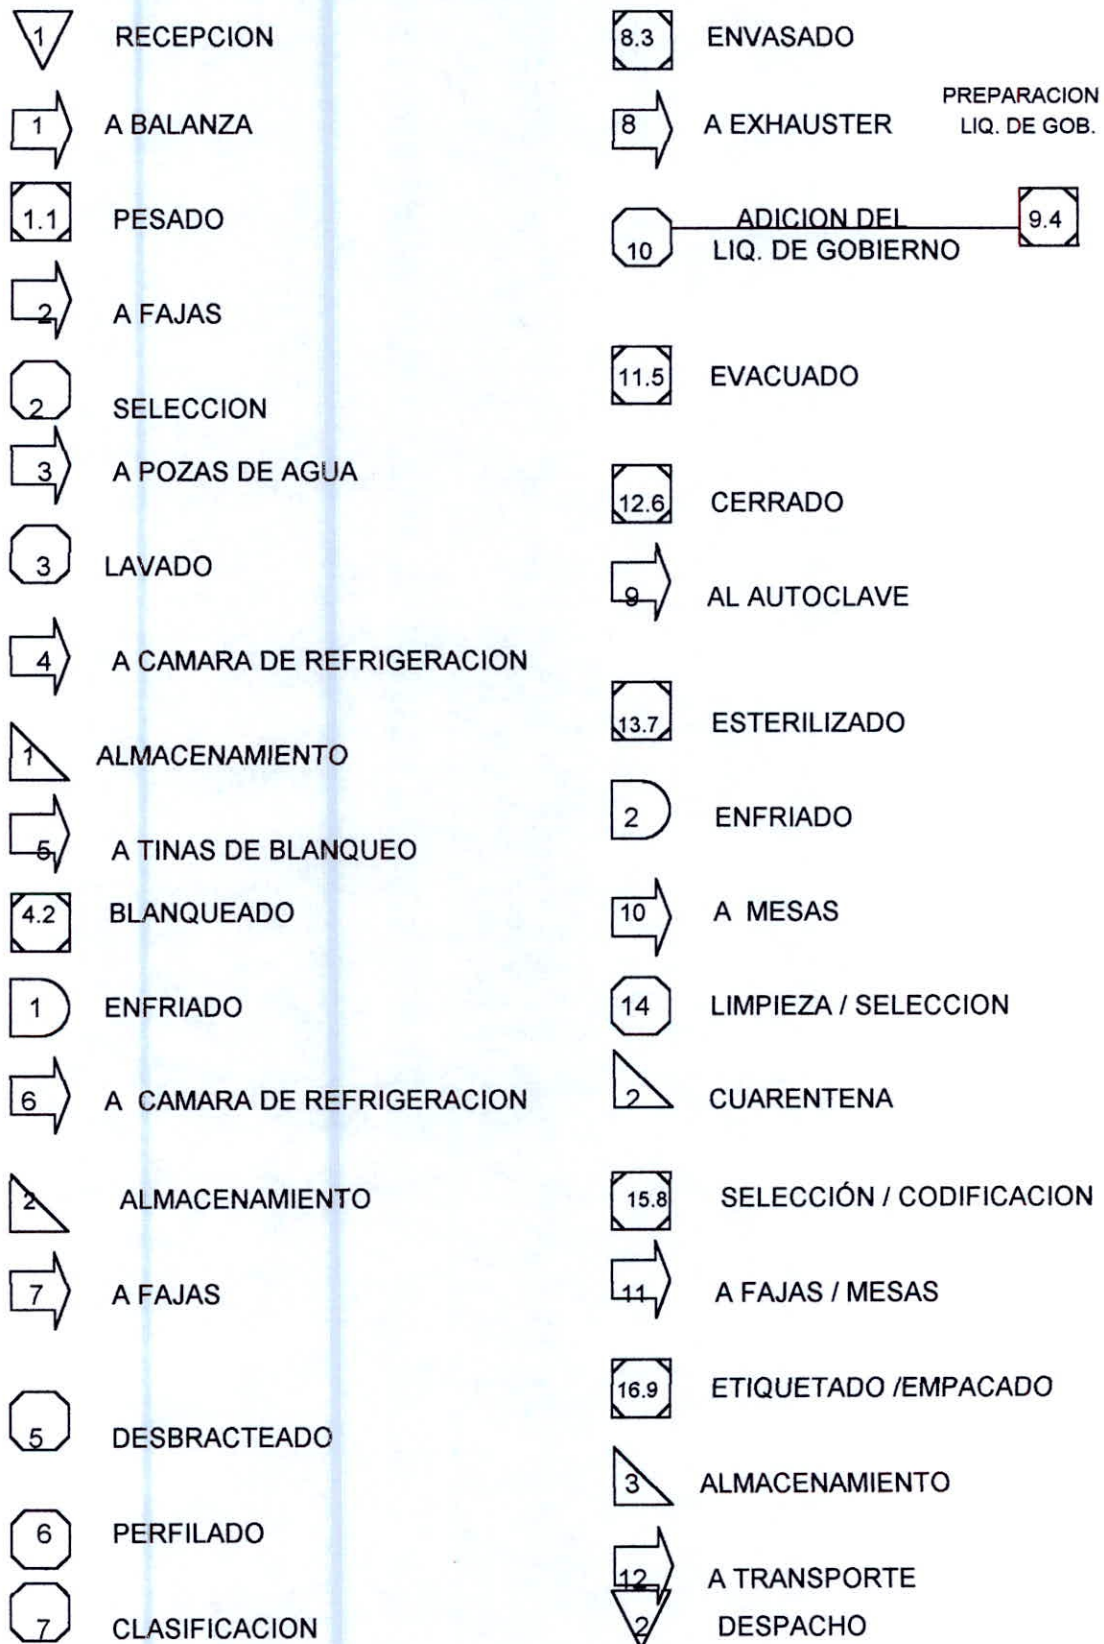 1 RECEPCION
1 A BALANZA
1.1 PESADO
2 A FAJAS
2 SELECCION
3 A POZAS DE AGUA
3 LAVADO
4 A CAMARA DE REFRIGERACION
1 ALMACENAMIENTO
5 A TINAS DE BLANQUEO
4.2 BLANQUEADO
1 ENFRIADO
6 A CAMARA DE REFRIGERACION
2 ALMACENAMIENTO
7 A FAJAS
5 DESBRACTEADO
6 PERFILADO
7 CLASIFICACION
8.3 ENVASADO
8 A EXHAUSTER
PREPARACION
LIQ. DE GOB.
10 ADICION DEL
LIQ. DE GOBIERNO
9.4
11.5 EVACUADO
12.6 CERRADO
9 AL AUTOCLAVE
13.7 ESTERILIZADO
2 ENFRIADO
10 A MESAS
14 LIMPIEZA / SELECCION
2 CUARENTENA
15.8 SELECCIÓN / CODIFICACION
11 A FAJAS / MESAS
16.9 ETIQUETADO /EMPACADO
3 ALMACENAMIENTO
12 A TRANSPORTE
2 DESPACHO